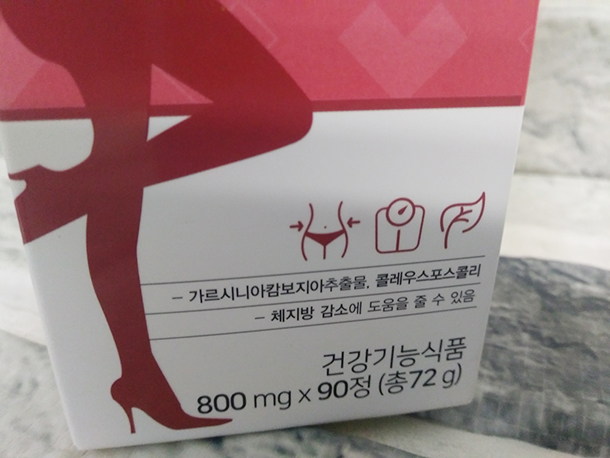 – 가르시니아캄보지아추출물, 콜레우스포스콜리
– 체지방 감소에 도움을 줄 수 있음
건강기능식품
800 mg x 90정 (총72 g)